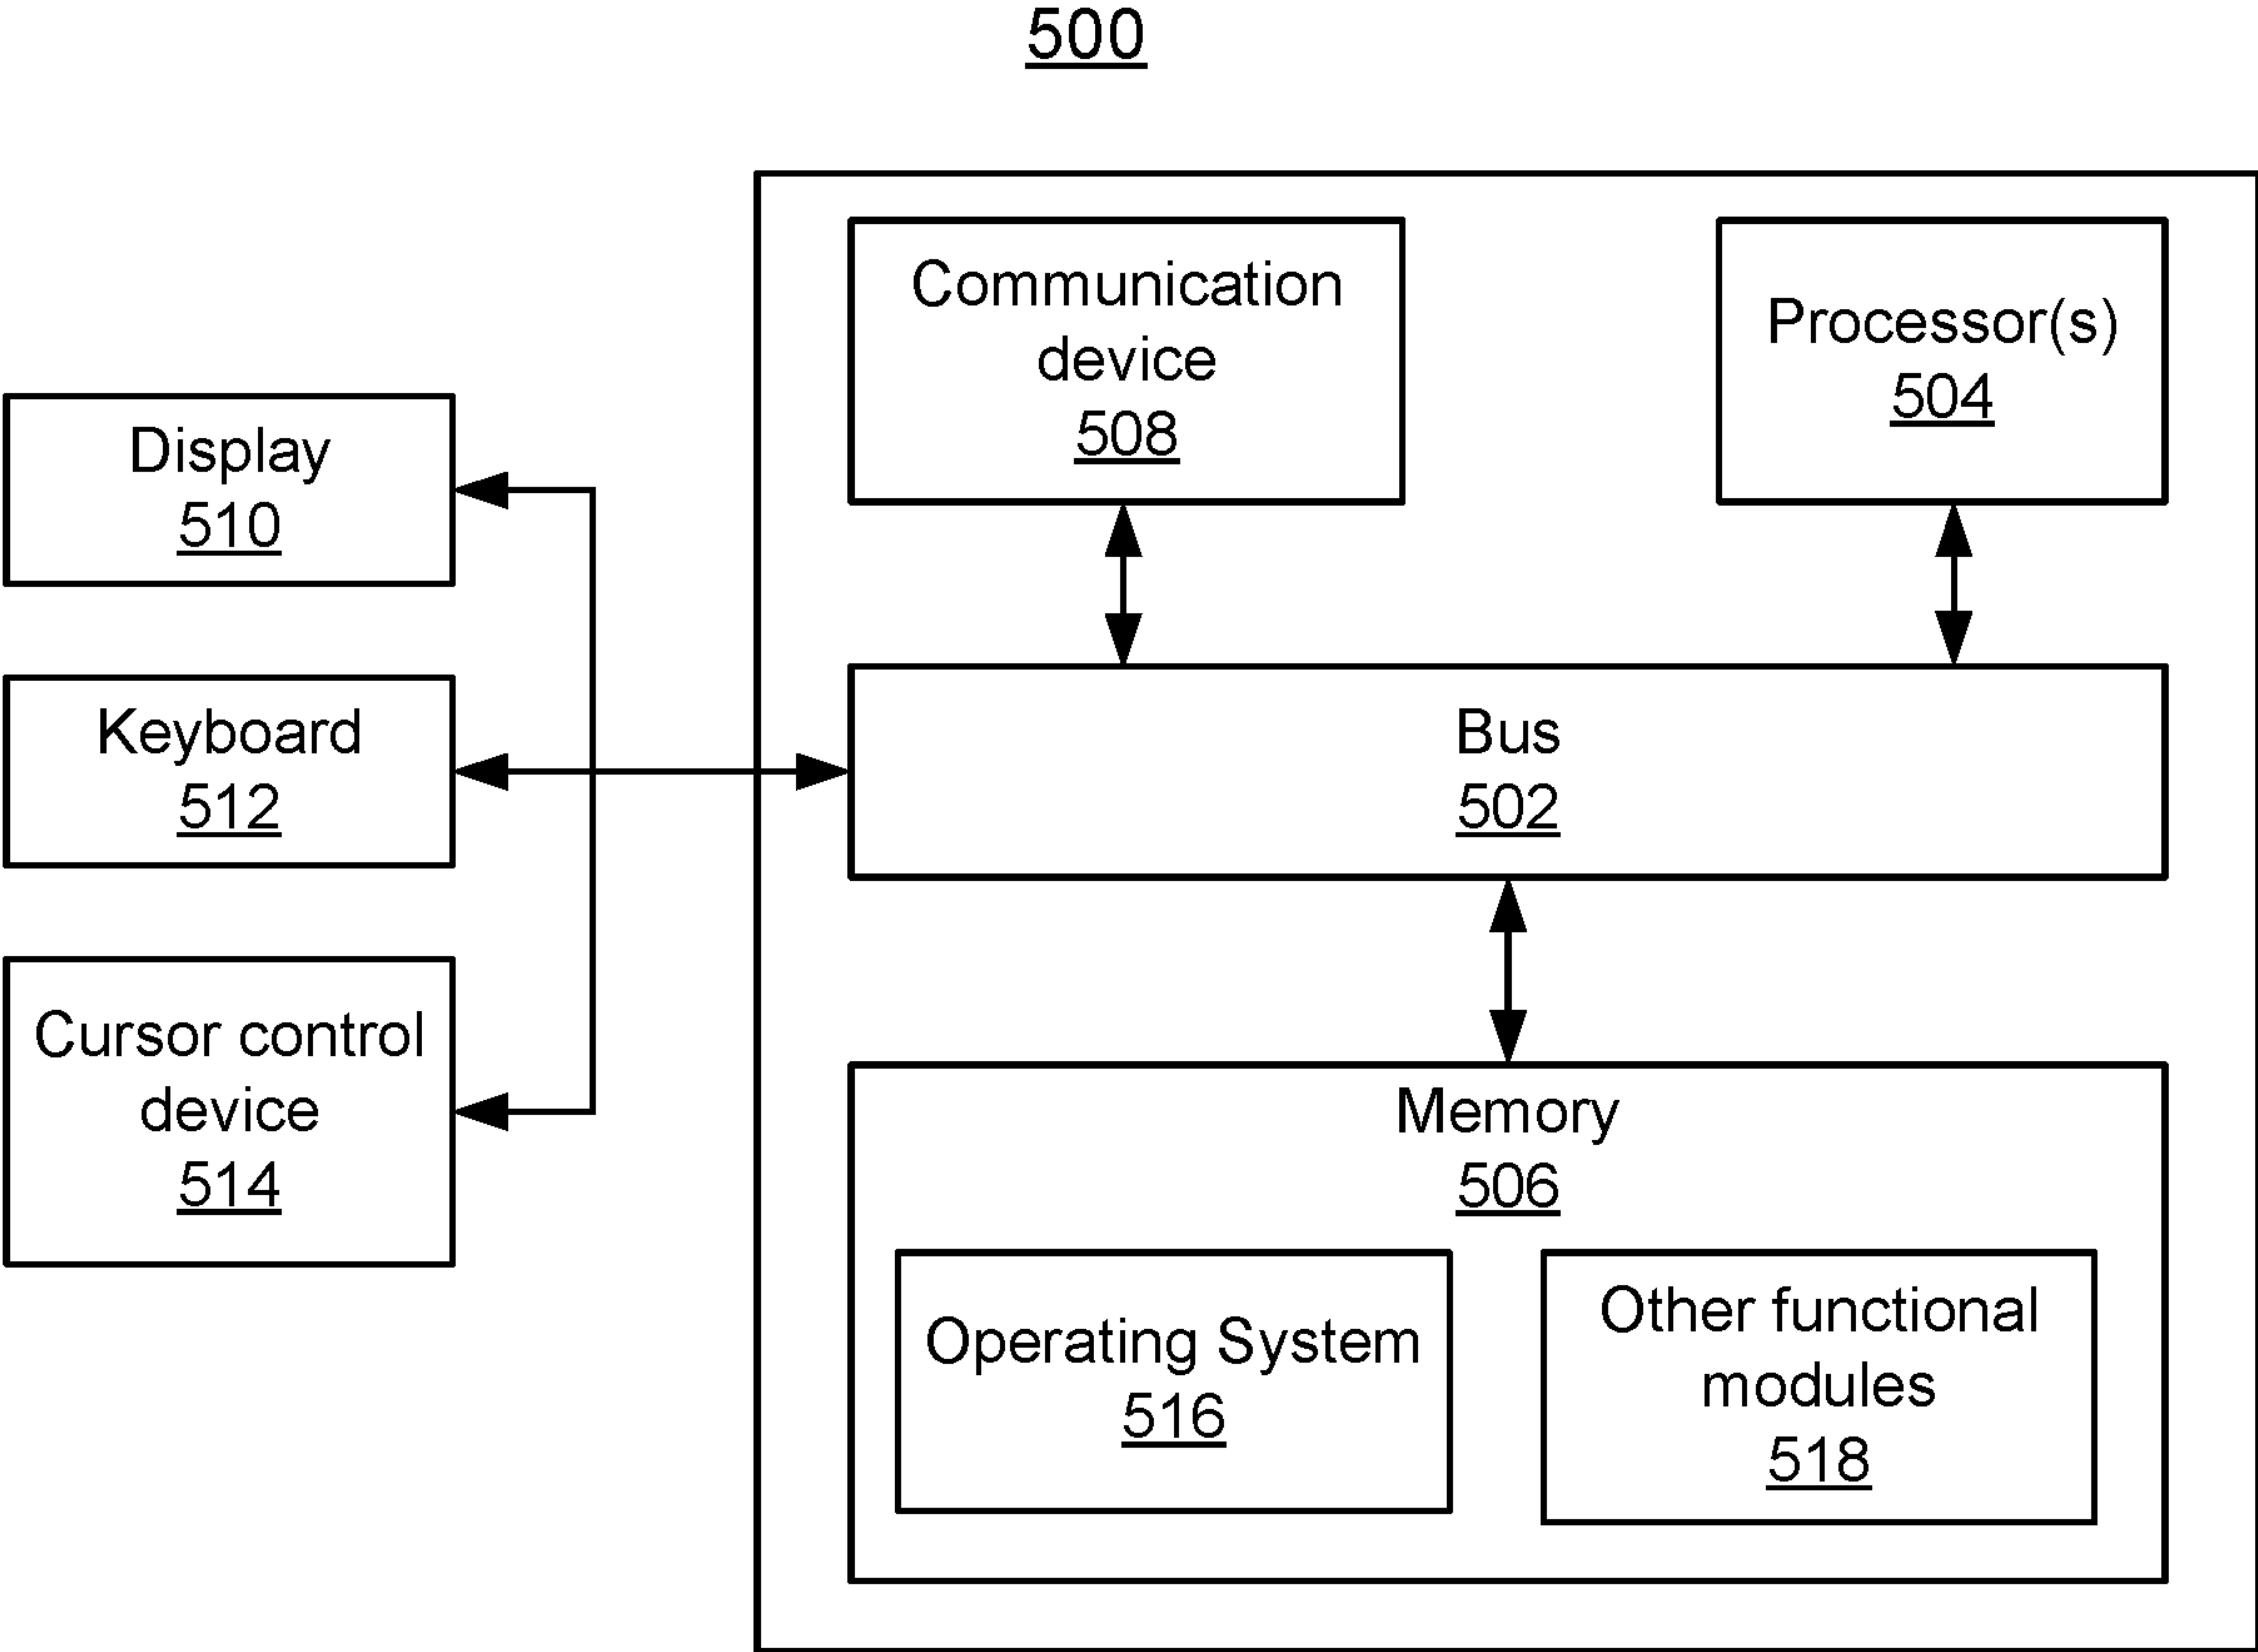 500
Communication
device
508
Processor(s)
504
Display
510
Keyboard
512
Bus
502
Cursor control
device
514
Memory
506
Operating System
516
Other functional
modules
518